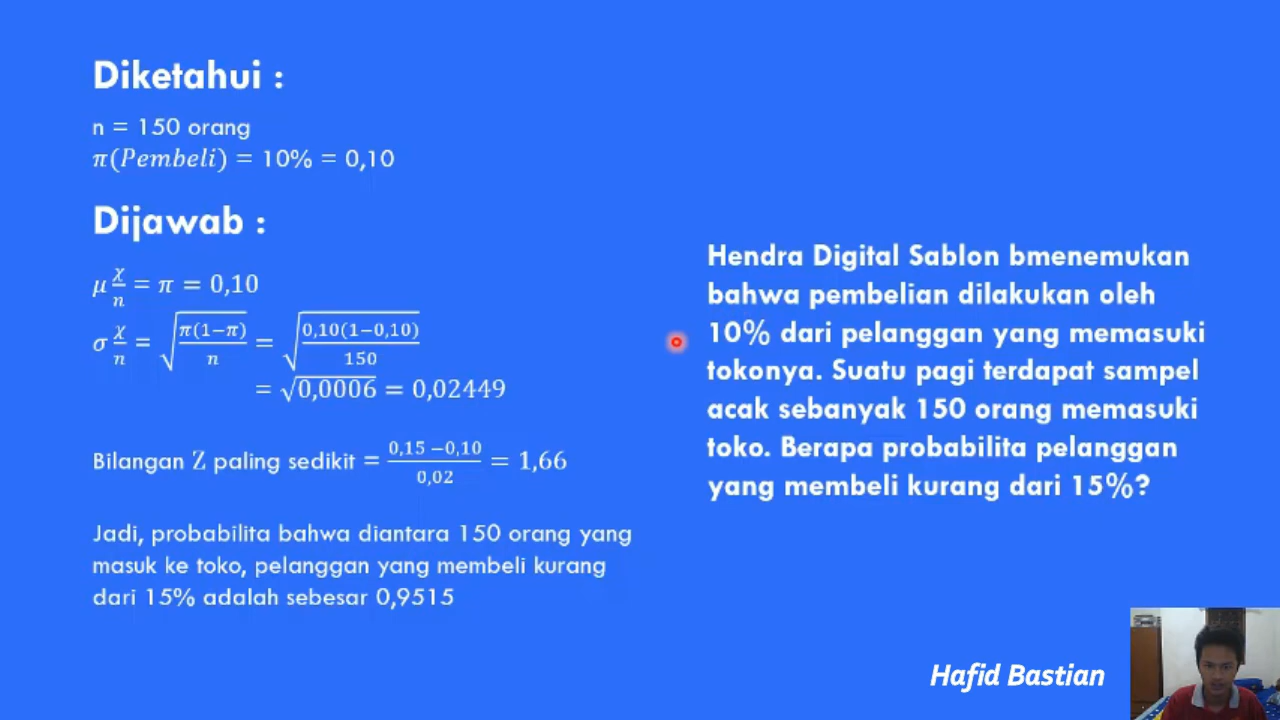 Diketahui :
n = 150 orang
π(Pembeli) = 10% = 0,10
Dijawab :
μ χ/n = π = 0,10
σ χ/n = √(π(1−π)/n) = √(0,10(1−0,10)/150)
= √0,0006 = 0,02449
Bilangan Z paling sedikit = (0,15 −0,10)/0,02 = 1,66
Jadi, probabilita bahwa diantara 150 orang yang
masuk ke toko, pelanggan yang membeli kurang
dari 15% adalah sebesar 0,9515
Hendra Digital Sablon bmenemukan
bahwa pembelian dilakukan oleh
10% dari pelanggan yang memasuki
tokonya. Suatu pagi terdapat sampel
acak sebanyak 150 orang memasuki
toko. Berapa probabilita pelanggan
yang membeli kurang dari 15%?
Hafid Bastian